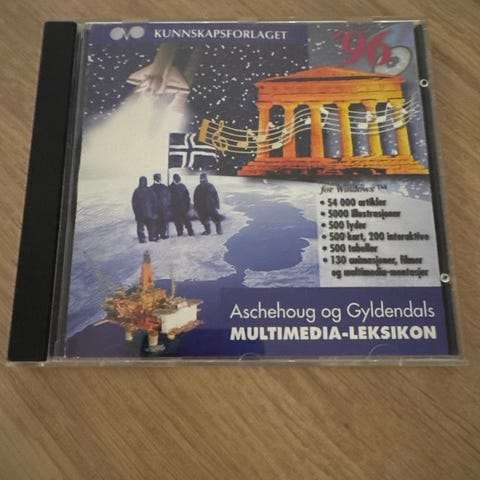 KUNNSKAPSFORLAGET
'96
for Windows™
• 54 000 artikler
• 5000 illustrasjoner
• 500 lyder
• 500 kart, 200 interaktive
• 500 tabeller
• 130 animasjoner, filmer
og multimedia-montasjer
Aschehoug og Gyldendals
MULTIMEDIA-LEKSIKON